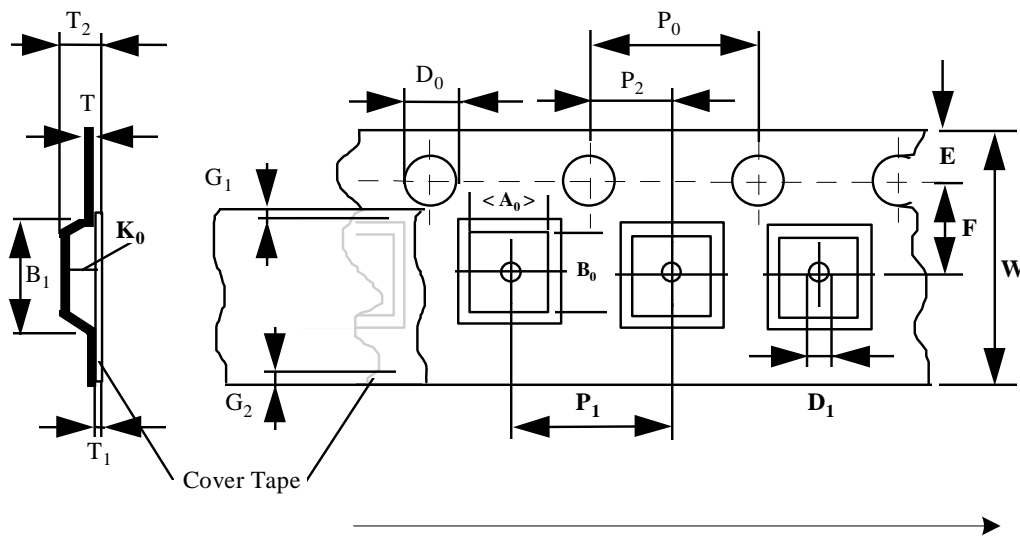 T₂
P₀
D₀
P₂
T
E
G₁
< A₀ >
K₀
F
B₁
B₀
W
G₂
P₁
D₁
T₁
Cover Tape